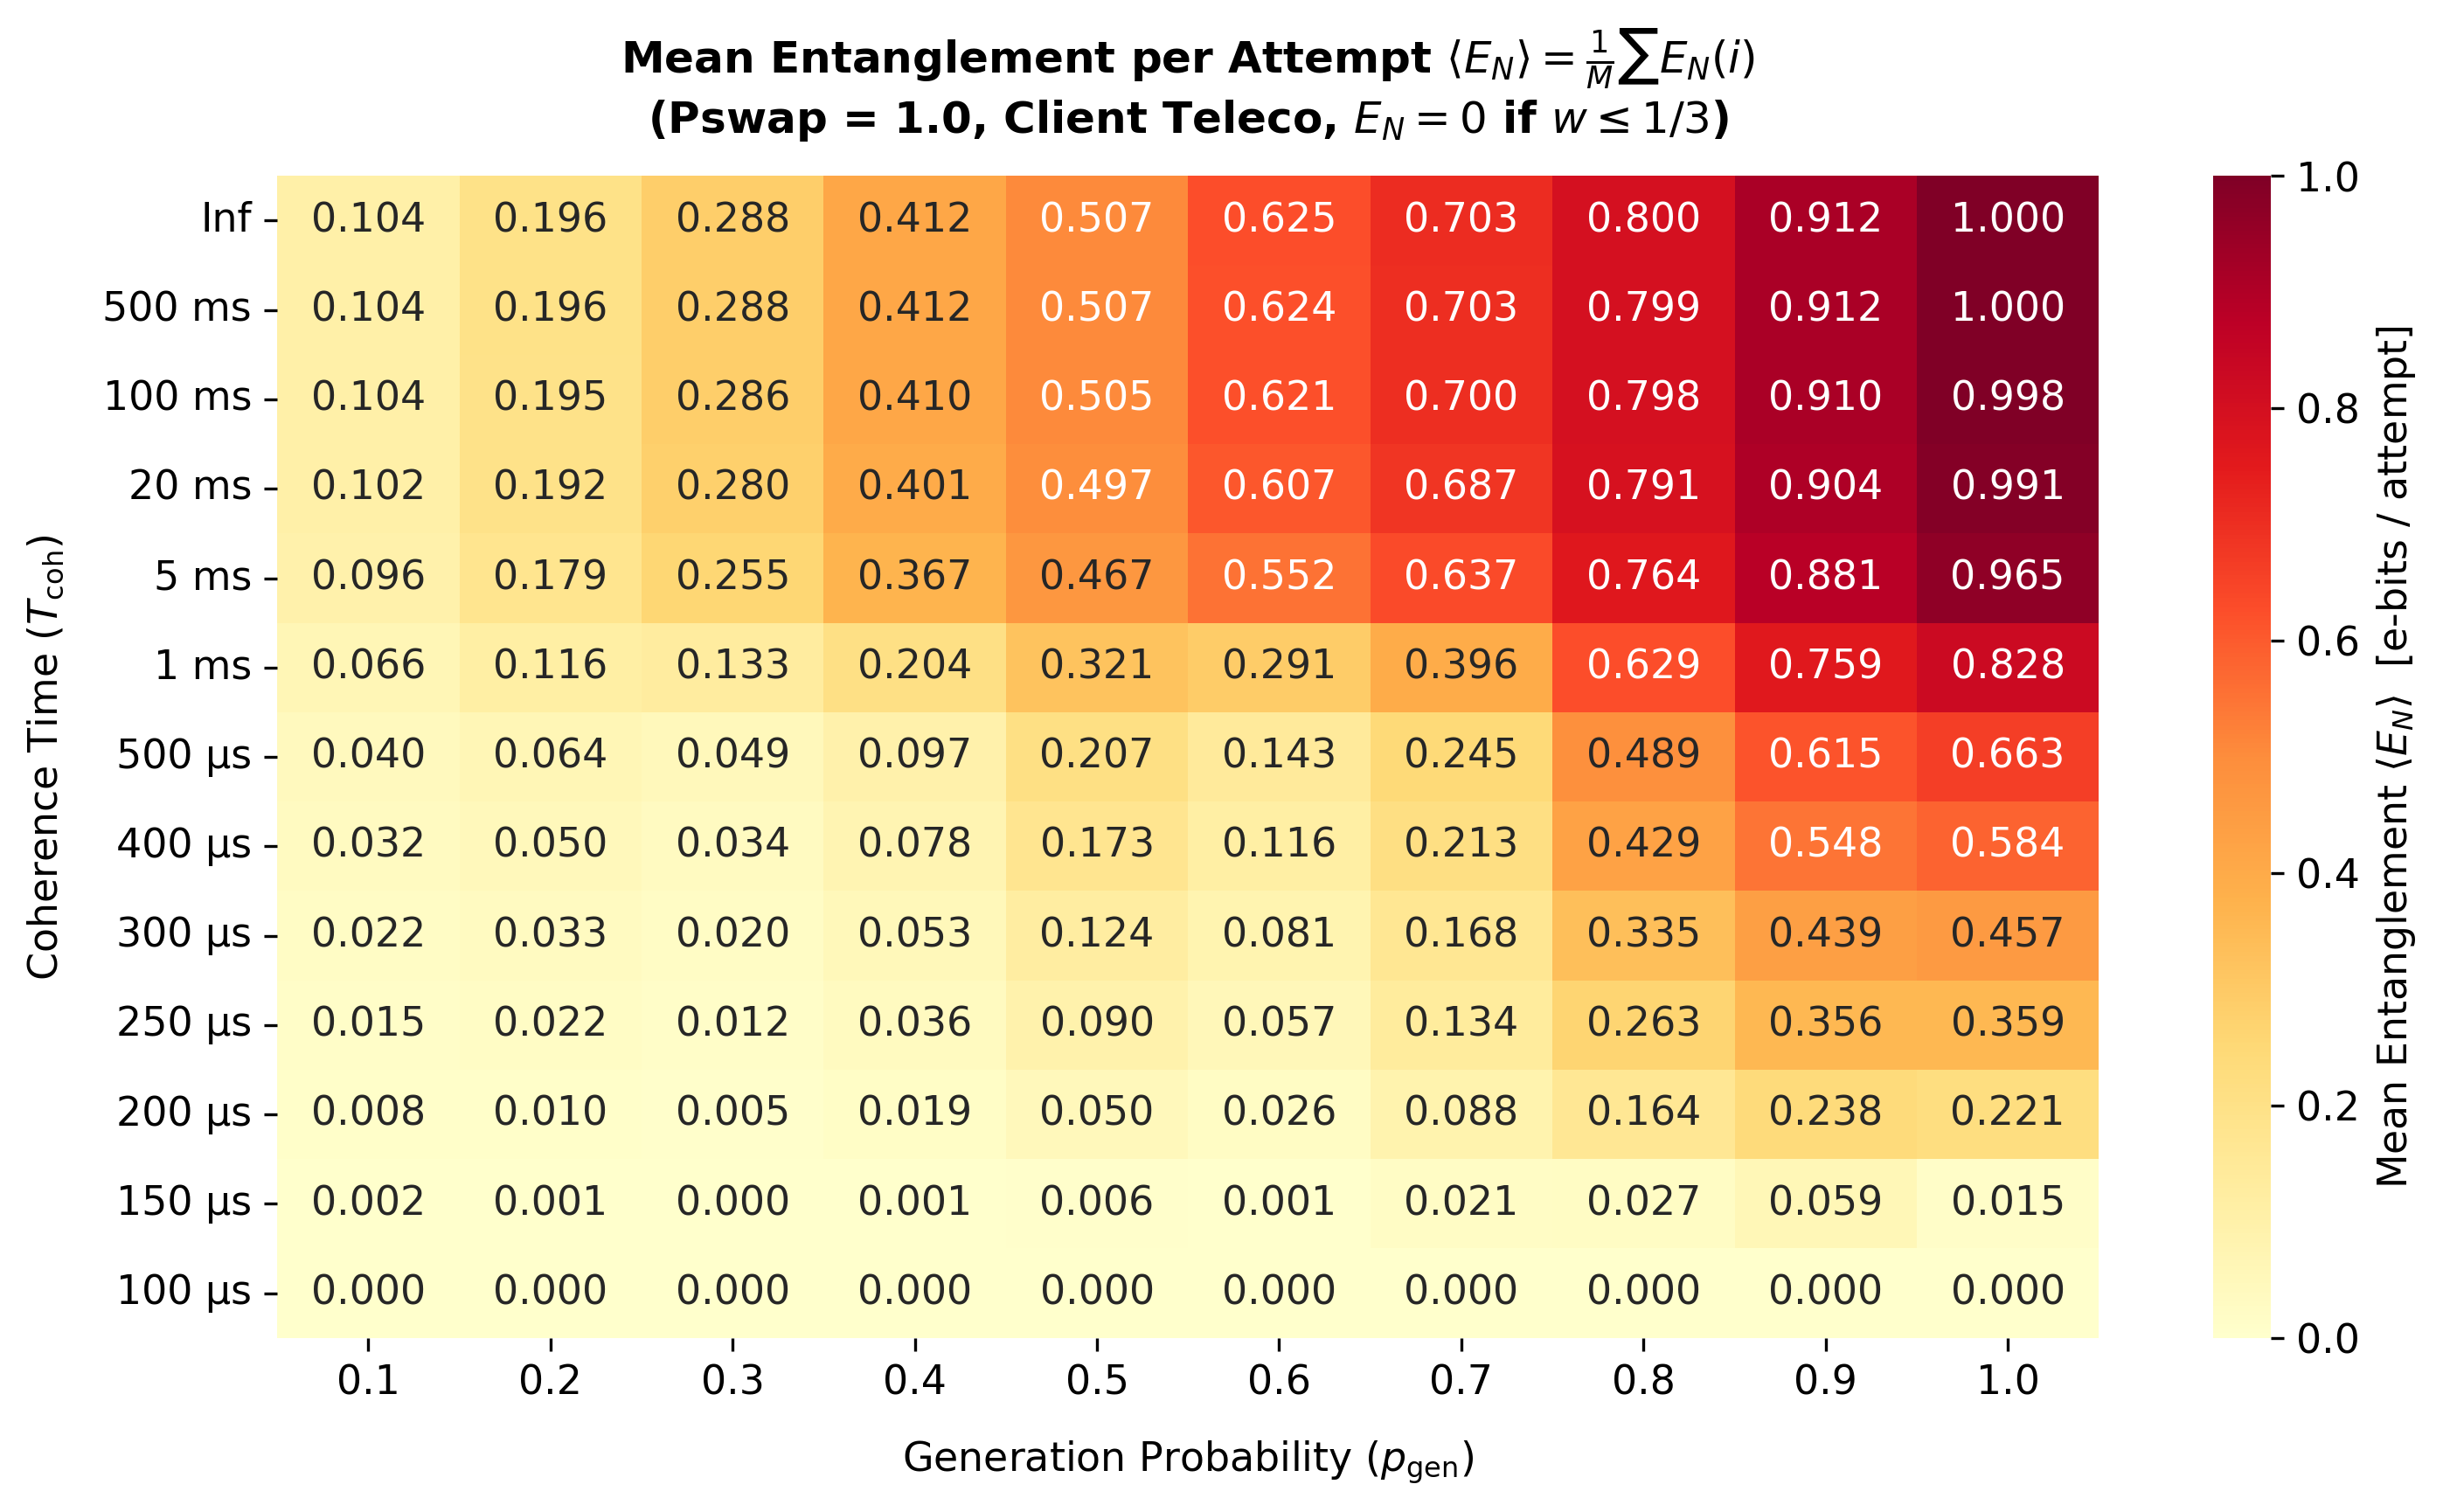 Mean Entanglement per Attempt ⟨E_N⟩ = 1/M ∑ E_N(i)
(Pswap = 1.0, Client Teleco, E_N = 0 if w ≤ 1/3)
Coherence Time (T_coh)
Inf 0.104 0.196 0.288 0.412 0.507 0.625 0.703 0.800 0.912 1.000
500 ms 0.104 0.196 0.288 0.412 0.507 0.624 0.703 0.799 0.912 1.000
100 ms 0.104 0.195 0.286 0.410 0.505 0.621 0.700 0.798 0.910 0.998
20 ms 0.102 0.192 0.280 0.401 0.497 0.607 0.687 0.791 0.904 0.991
5 ms 0.096 0.179 0.255 0.367 0.467 0.552 0.637 0.764 0.881 0.965
1 ms 0.066 0.116 0.133 0.204 0.321 0.291 0.396 0.629 0.759 0.828
500 µs 0.040 0.064 0.049 0.097 0.207 0.143 0.245 0.489 0.615 0.663
400 µs 0.032 0.050 0.034 0.078 0.173 0.116 0.213 0.429 0.548 0.584
300 µs 0.022 0.033 0.020 0.053 0.124 0.081 0.168 0.335 0.439 0.457
250 µs 0.015 0.022 0.012 0.036 0.090 0.057 0.134 0.263 0.356 0.359
200 µs 0.008 0.010 0.005 0.019 0.050 0.026 0.088 0.164 0.238 0.221
150 µs 0.002 0.001 0.000 0.001 0.006 0.001 0.021 0.027 0.059 0.015
100 µs 0.000 0.000 0.000 0.000 0.000 0.000 0.000 0.000 0.000 0.000
0.1 0.2 0.3 0.4 0.5 0.6 0.7 0.8 0.9 1.0
Generation Probability (p_gen)
1.0
0.8
0.6
0.4
0.2
0.0
Mean Entanglement ⟨E_N⟩ [e-bits / attempt]